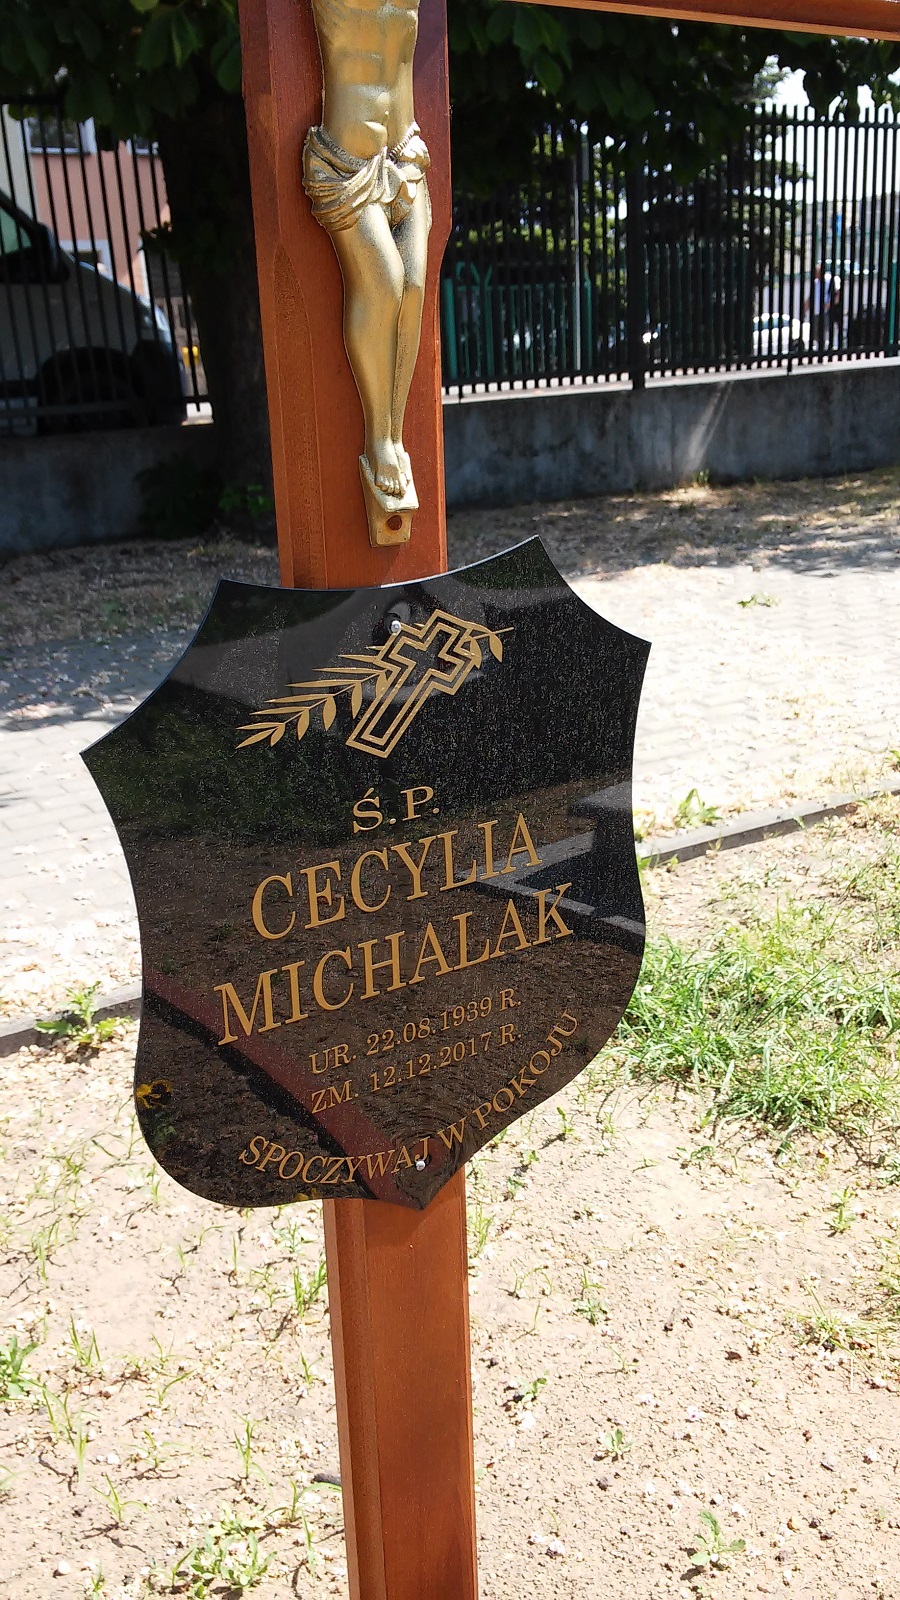 Ś.P.
CECYLIA
MICHALAK
UR. 22.08.1939 R.
ZM. 12.12.2017 R.
SPOCZYWAJ W POKOJU